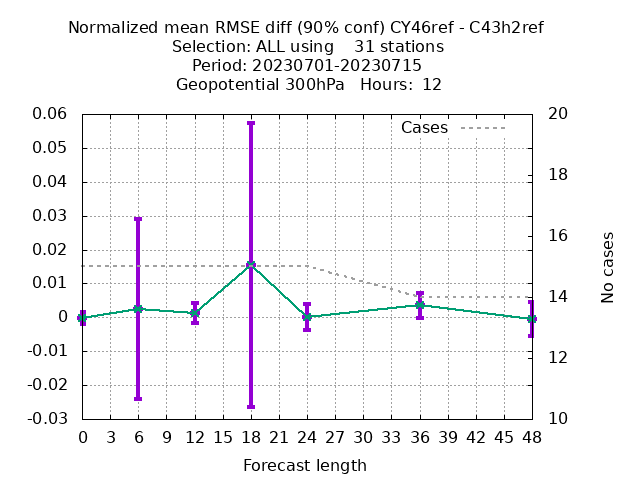 Normalized mean RMSE diff (90% conf) CY46ref - C43h2ref
Selection: ALL using 31 stations
Period: 20230701-20230715
Geopotential 300hPa Hours: 12
Cases
0.06
0.05
0.04
0.03
0.02
0.01
0
-0.01
-0.02
-0.03
20
18
16
14
12
10
No cases
0 3 6 9 12 15 18 21 24 27 30 33 36 39 42 45 48
Forecast length